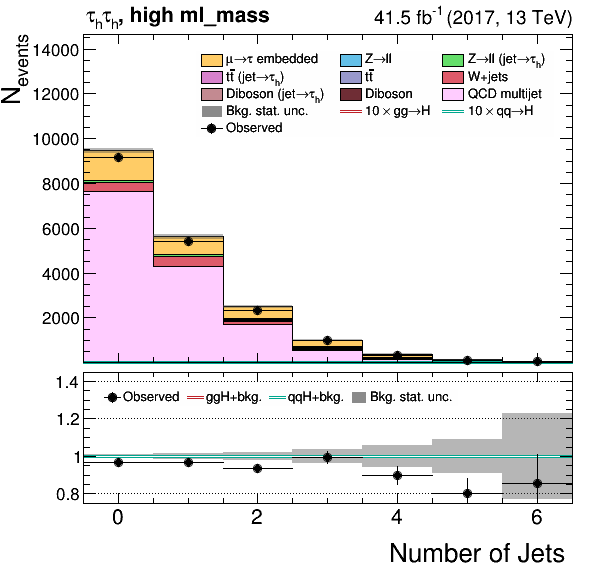 τhτh, high ml_mass 41.5 fb⁻¹ (2017, 13 TeV)
Nevents
14000
12000
10000
8000
6000
4000
2000
μ→τ embedded Z→ll Z→ll (jet→τh)
tt̄ (jet→τh) tt̄ W+jets
Diboson (jet→τh) Diboson QCD multijet
Bkg. stat. unc. 10 × gg→H 10 × qq→H
Observed
1.4
1.2
1
0.8
Observed ggH+bkg. qqH+bkg. Bkg. stat. unc.
0 2 4 6
Number of Jets